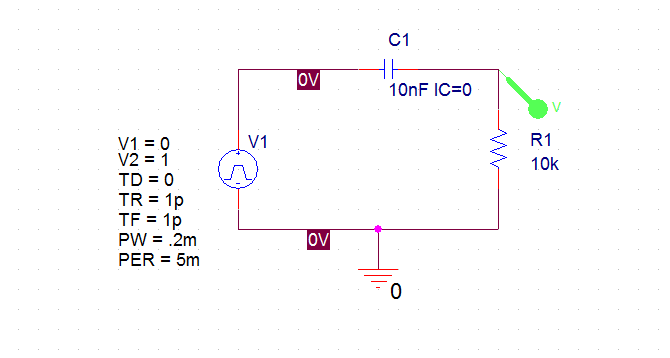 C1
0V
10nF IC=0
V
V1
R1
10k
V1 = 0
V2 = 1
TD = 0
TR = 1p
TF = 1p
PW = .2m
PER = 5m
0V
0